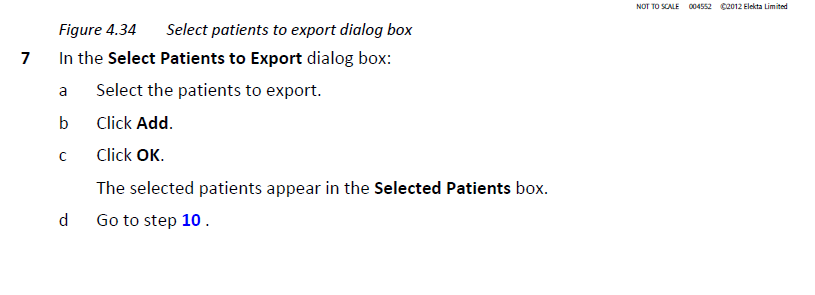 NOT TO SCALE 004552 ©2012 Elekta Limited
Figure 4.34 Select patients to export dialog box
7 In the Select Patients to Export dialog box:
a Select the patients to export.
b Click Add.
c Click OK.
The selected patients appear in the Selected Patients box.
d Go to step 10 .